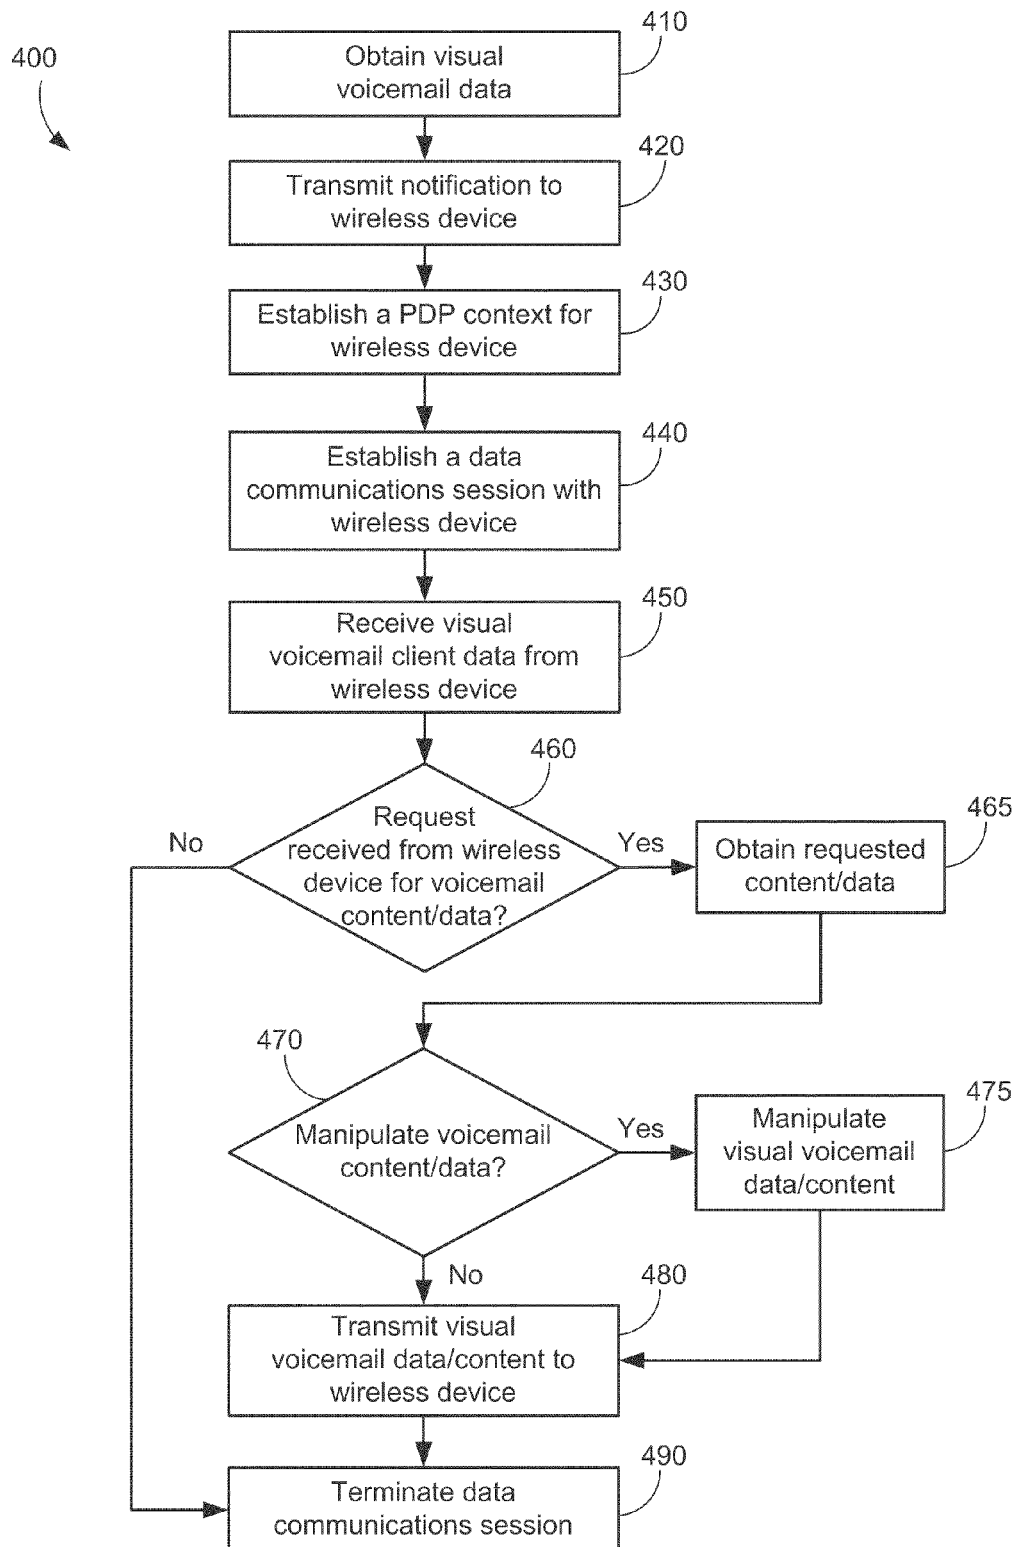 400
410
Obtain visual
voicemail data
420
Transmit notification to
wireless device
430
Establish a PDP context for
wireless device
440
Establish a data
communications session with
wireless device
450
Receive visual
voicemail client data from
wireless device
460
Request
received from wireless
device for voicemail
content/data?
No
Yes
465
Obtain requested
content/data
470
Manipulate voicemail
content/data?
Yes
475
Manipulate
visual voicemail
data/content
No
480
Transmit visual
voicemail data/content to
wireless device
490
Terminate data
communications session